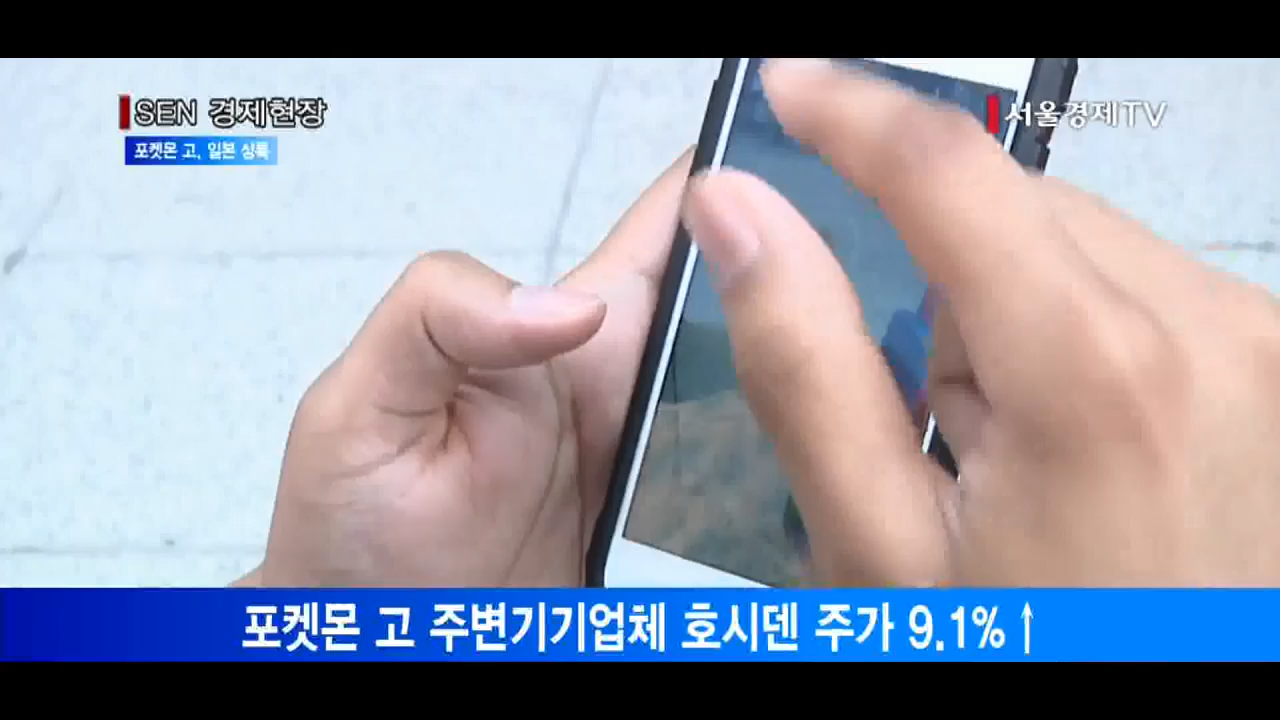 SEN 경제현장
서울경제TV
포켓몬 고, 일본 상륙
포켓몬 고 주변기기업체 호시덴 주가 9.1%↑